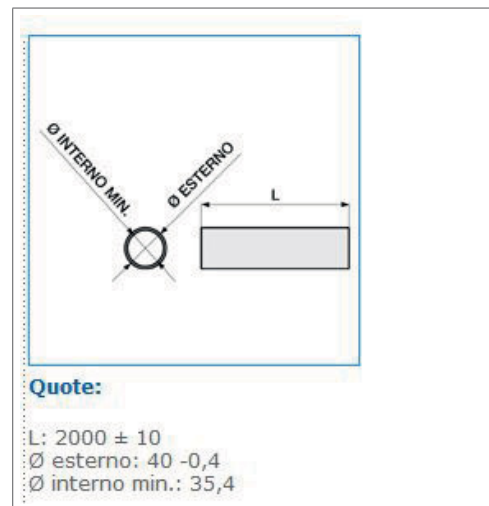 Ø INTERNO MIN.
Ø ESTERNO
L
Quote:
L: 2000 ± 10
Ø esterno: 40 -0,4
Ø interno min.: 35,4